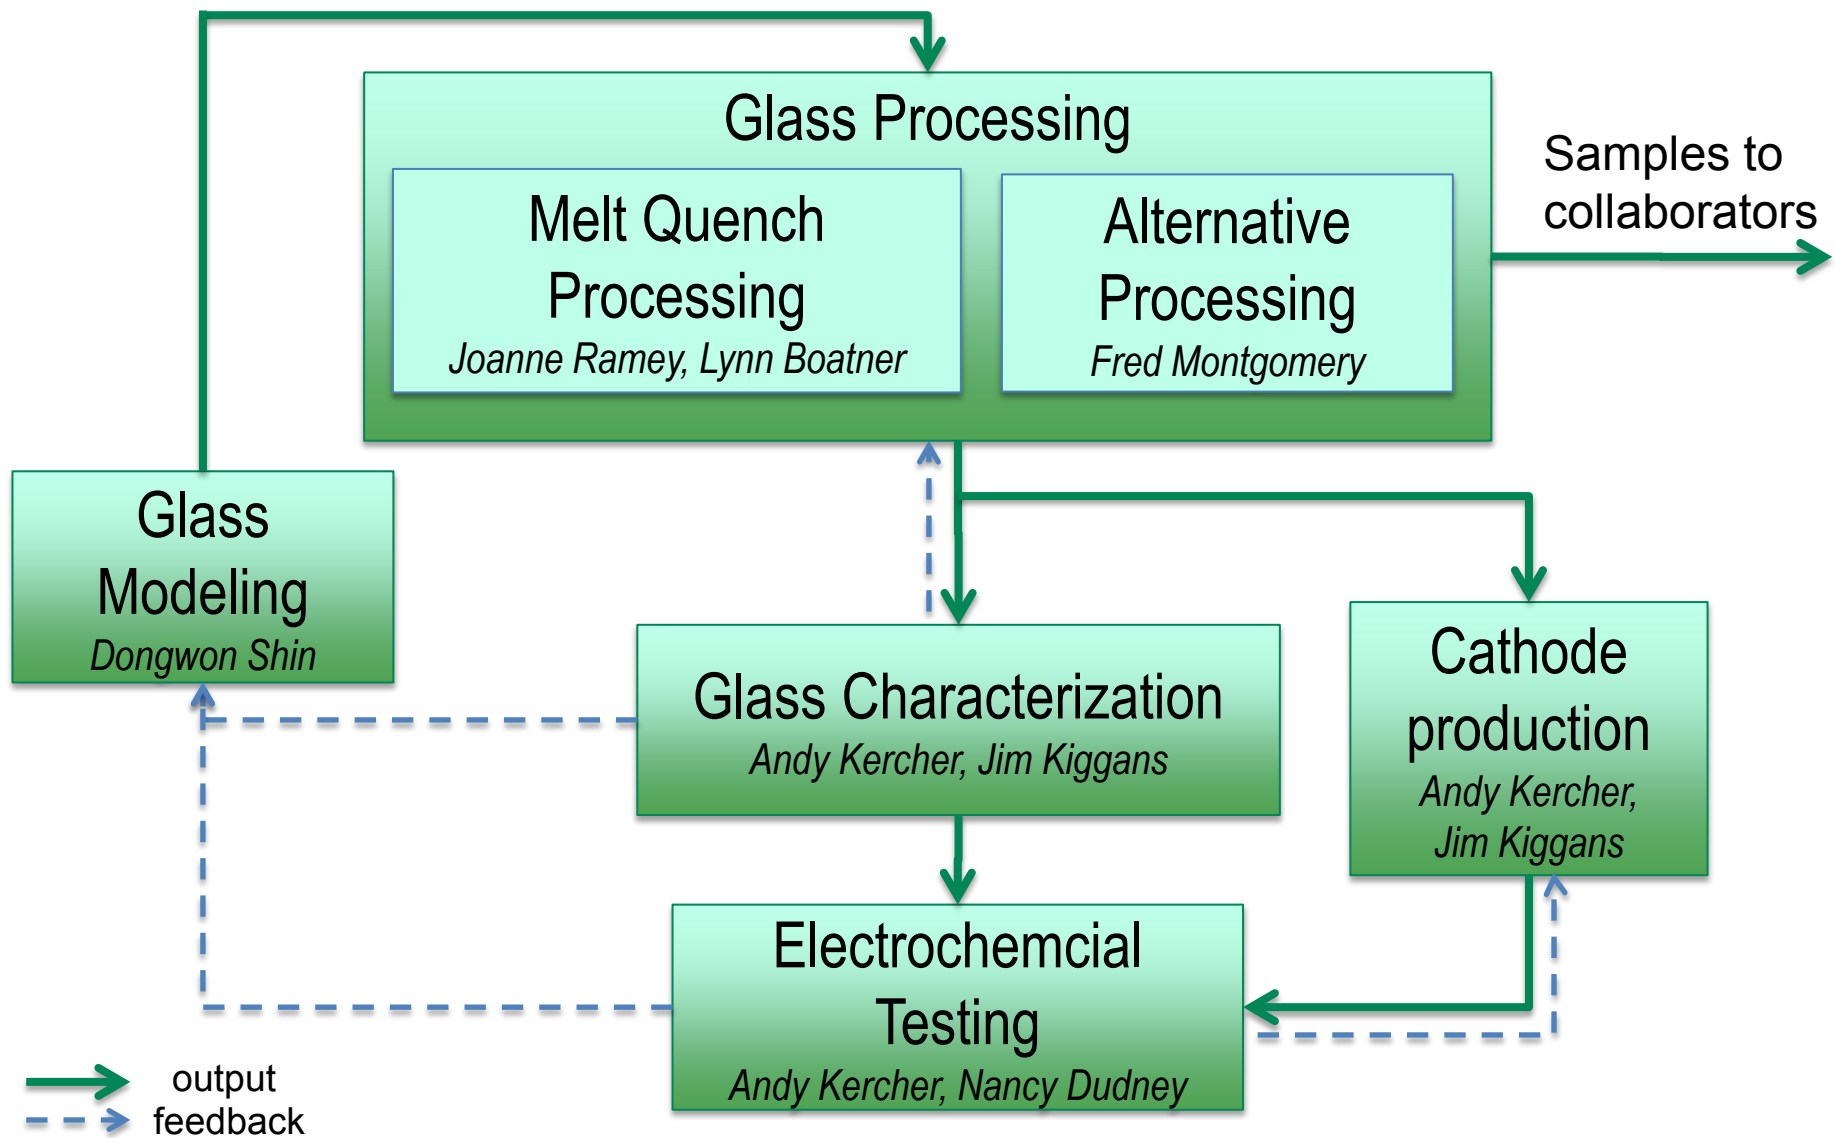 Glass Processing
Samples to
collaborators
Melt Quench
Processing
Joanne Ramey, Lynn Boatner
Alternative
Processing
Fred Montgomery
Glass
Modeling
Dongwon Shin
Glass Characterization
Andy Kercher, Jim Kiggans
Cathode
production
Andy Kercher,
Jim Kiggans
Electrochemcial
Testing
Andy Kercher, Nancy Dudney
output
feedback